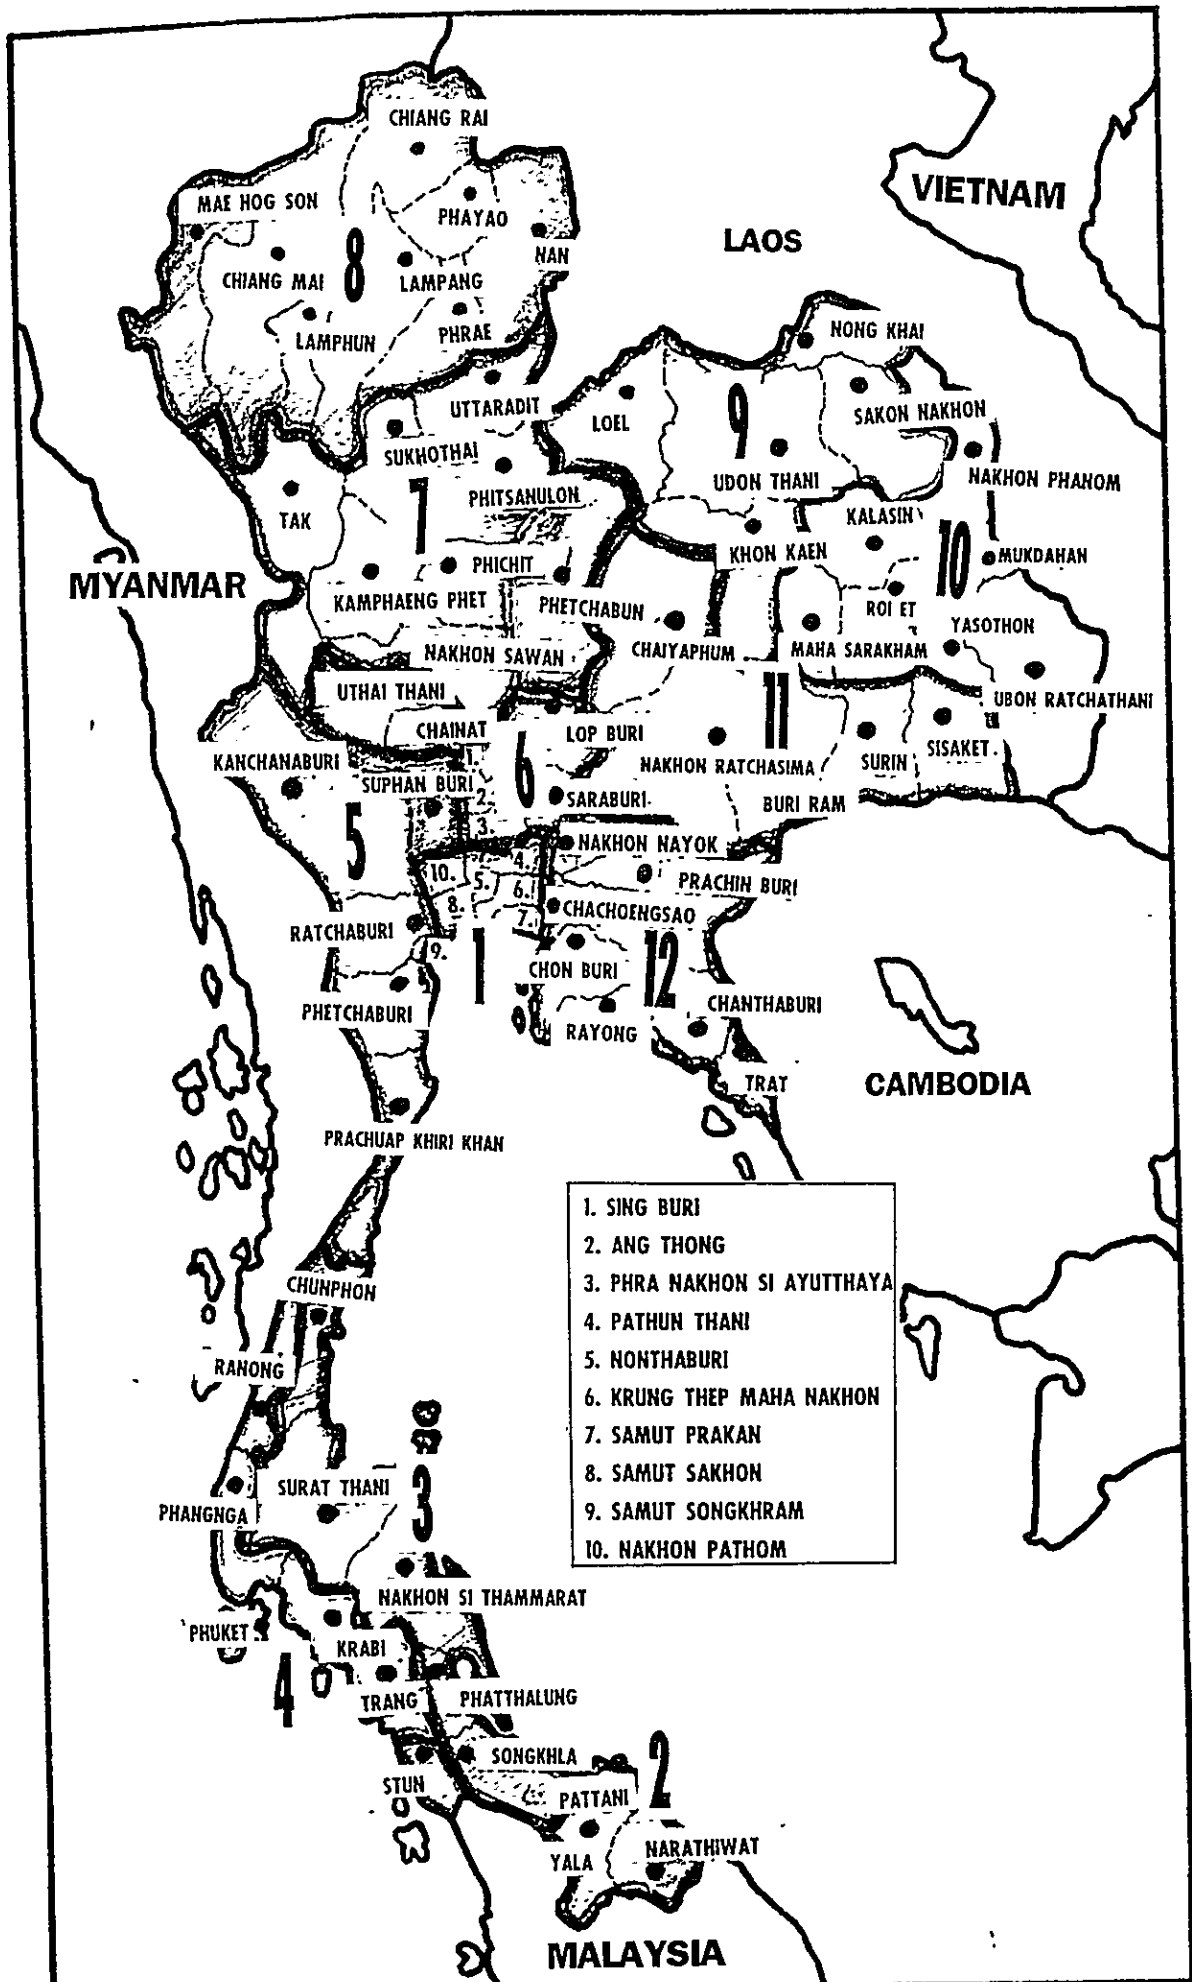 CHIANG RAI
VIETNAM
MAE HOG SON
PHAYAO
LAOS
NAN
8
CHIANG MAI
LAMPANG
NONG KHAI
LAMPHUN
PHRAE
UTTARADIT
LOEL
9
SAKON NAKHON
SUKHOTHAI
NAKHON PHANOM
PHITSANULON
UDON THANI
TAK
7
KALASIN
10
MUKDAHAN
MYANMAR
PHICHIT
KHON KAEN
KAMPHAENG PHET
PHETCHABUN
ROI ET
YASOTHON
NAKHON SAWAN
CHAIYAPHUM
MAHA SARAKHAM
UTHAI THANI
11
UBON RATCHATHANI
CHAINAT
LOP BURI
KANCHANABURI
1.
6
NAKHON RATCHASIMA
SURIN
SISAKET
SUPHAN BURI
2.
SARABURI
BURI RAM
3.
5
NAKHON NAYOK
4.
10.
5.
6.
PRACHIN BURI
8.
7.
CHACHOENGSAO
RATCHABURI
9.
1
CHON BURI
12
PHETCHABURI
RAYONG
CHANTHABURI
TRAT
CAMBODIA
PRACHUAP KHIRI KHAN
1. SING BURI
2. ANG THONG
3. PHRA NAKHON SI AYUTTHAYA
4. PATHUN THANI
5. NONTHABURI
6. KRUNG THEP MAHA NAKHON
7. SAMUT PRAKAN
8. SAMUT SAKHON
9. SAMUT SONGKHRAM
10. NAKHON PATHOM
CHUNPHON
RANONG
SURAT THANI
3
PHANGNGA
NAKHON SI THAMMARAT
PHUKET
KRABI
4
TRANG
PHATTHALUNG
SONGKHLA
2
STUN
PATTANI
YALA
NARATHIWAT
MALAYSIA